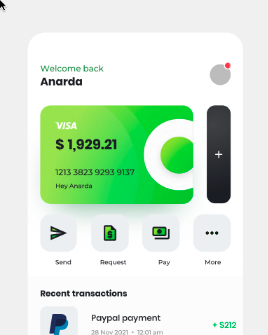 Welcome back
Anarda
VISA
$ 1,929.21
1213 3823 9293 9137
Hey Anarda
+
Send
Request
Pay
More
Recent transactions
Paypal payment
+ $212
28 Nov 2021 • 12:01 am